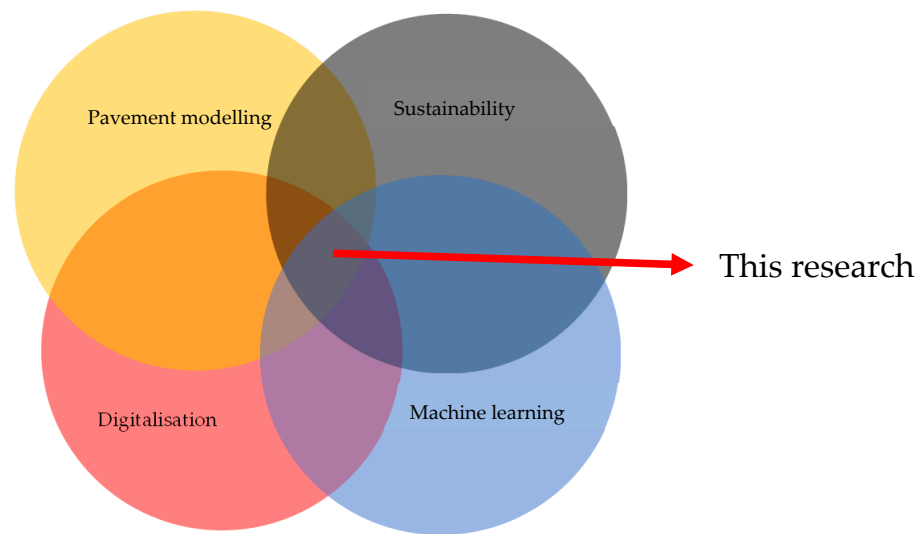 Pavement modelling
Sustainability
This research
Digitalisation
Machine learning